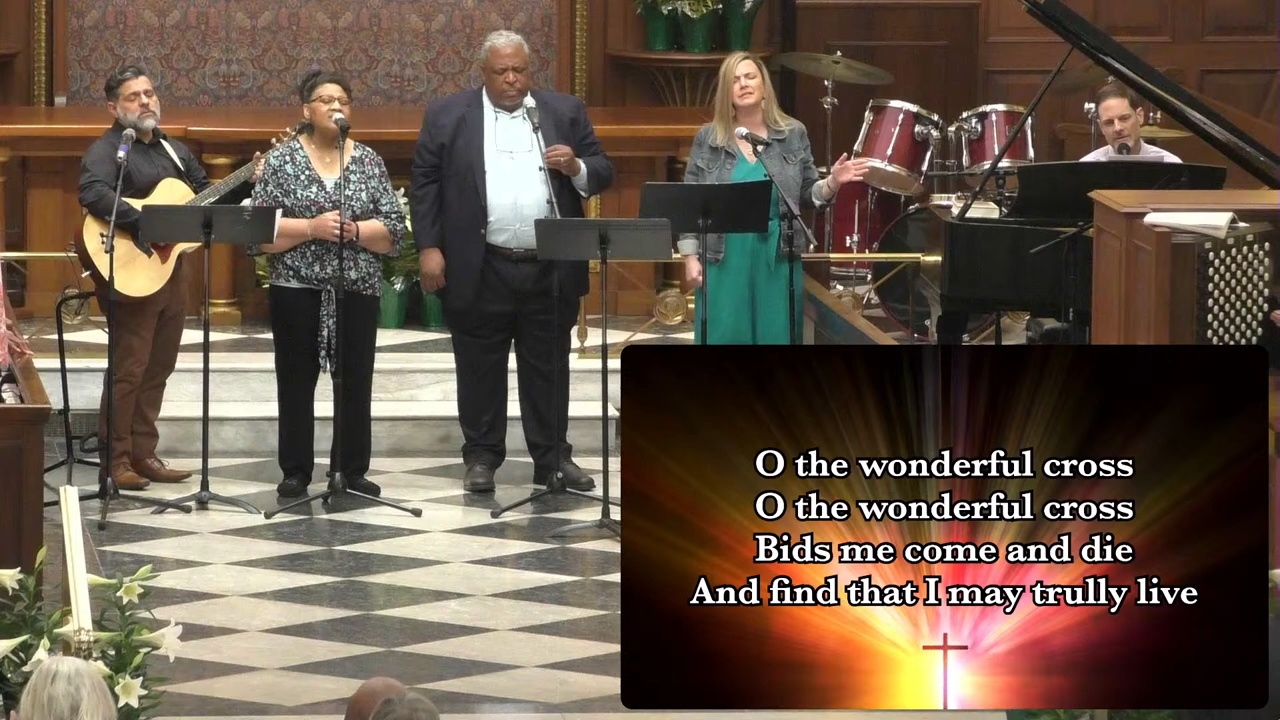 O the wonderful cross
O the wonderful cross
Bids me come and die
And find that I may trully live